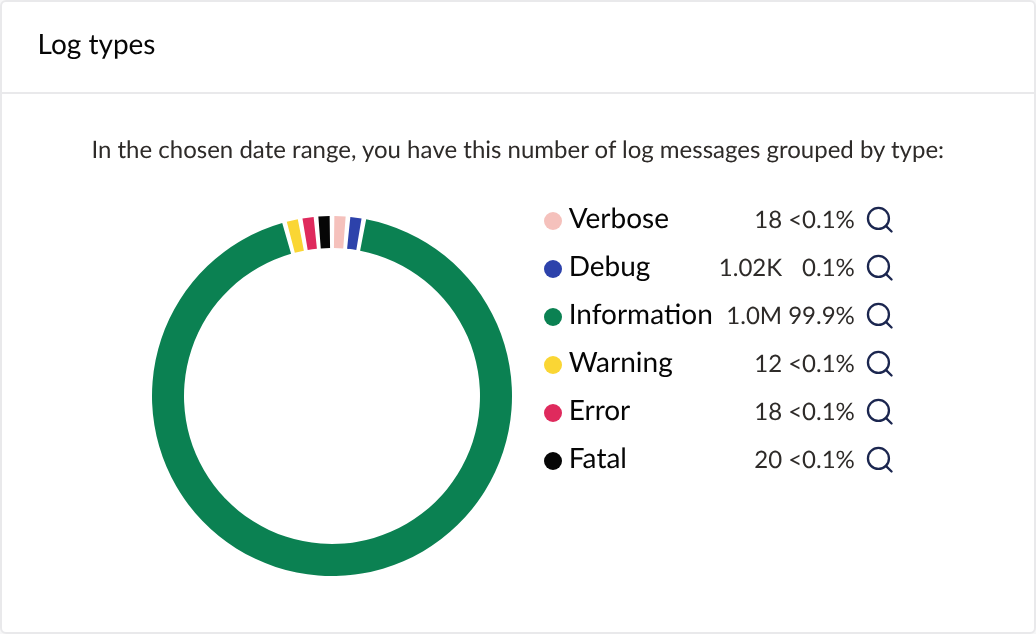 Log types
In the chosen date range, you have this number of log messages grouped by type:
Verbose 18 <0.1%
Debug 1.02K 0.1%
Information 1.0M 99.9%
Warning 12 <0.1%
Error 18 <0.1%
Fatal 20 <0.1%